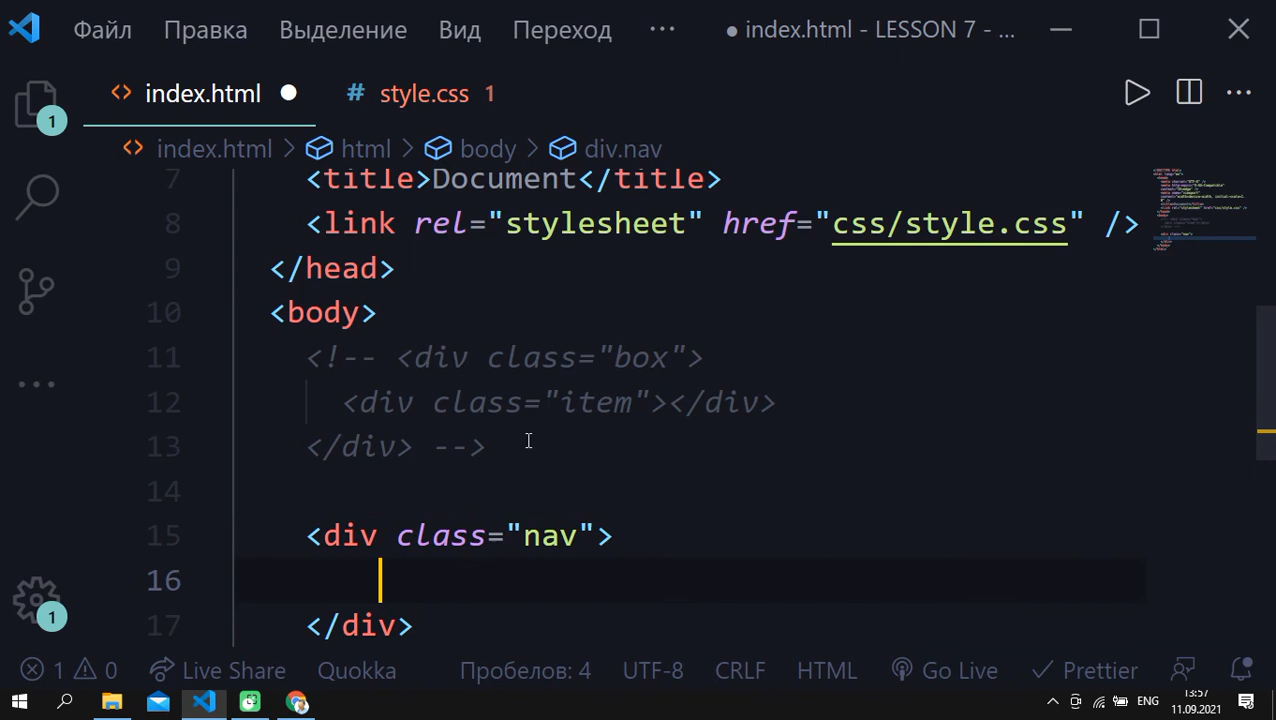 Файл Правка Выделение Вид Переход ··· ● index.html - LESSON 7 - ...
index.html style.css 1
1
index.html > html > body > div.nav
7 <title>Document</title>
8 <link rel="stylesheet" href="css/style.css" />
9 </head>
10 <body>
11 <!-- <div class="box">
12 <div class="item"></div>
13 </div> -->
14
15 <div class="nav">
16
17 </div>
1
1 0 Live Share Quokka Пробелов: 4 UTF-8 CRLF HTML Go Live Prettier
ENG 13:57
11.09.2021